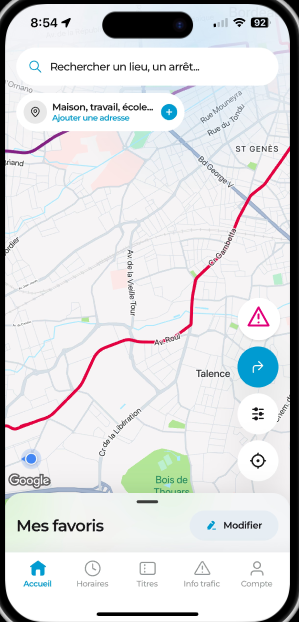 8:54
92
Rechercher un lieu, un arrêt...
d'Ornano
Maison, travail, école...
Ajouter une adresse
Rue Mouneyra
Rue du Tondu
ST GENÈS
Bd George V
Crs Gambetta
Av. de la Vieille Tour
Av. Roul
Talence
Cr de la Libération
Bois de
Thouars
Google
Mes favoris
Modifier
Accueil
Horaires
Titres
Info trafic
Compte